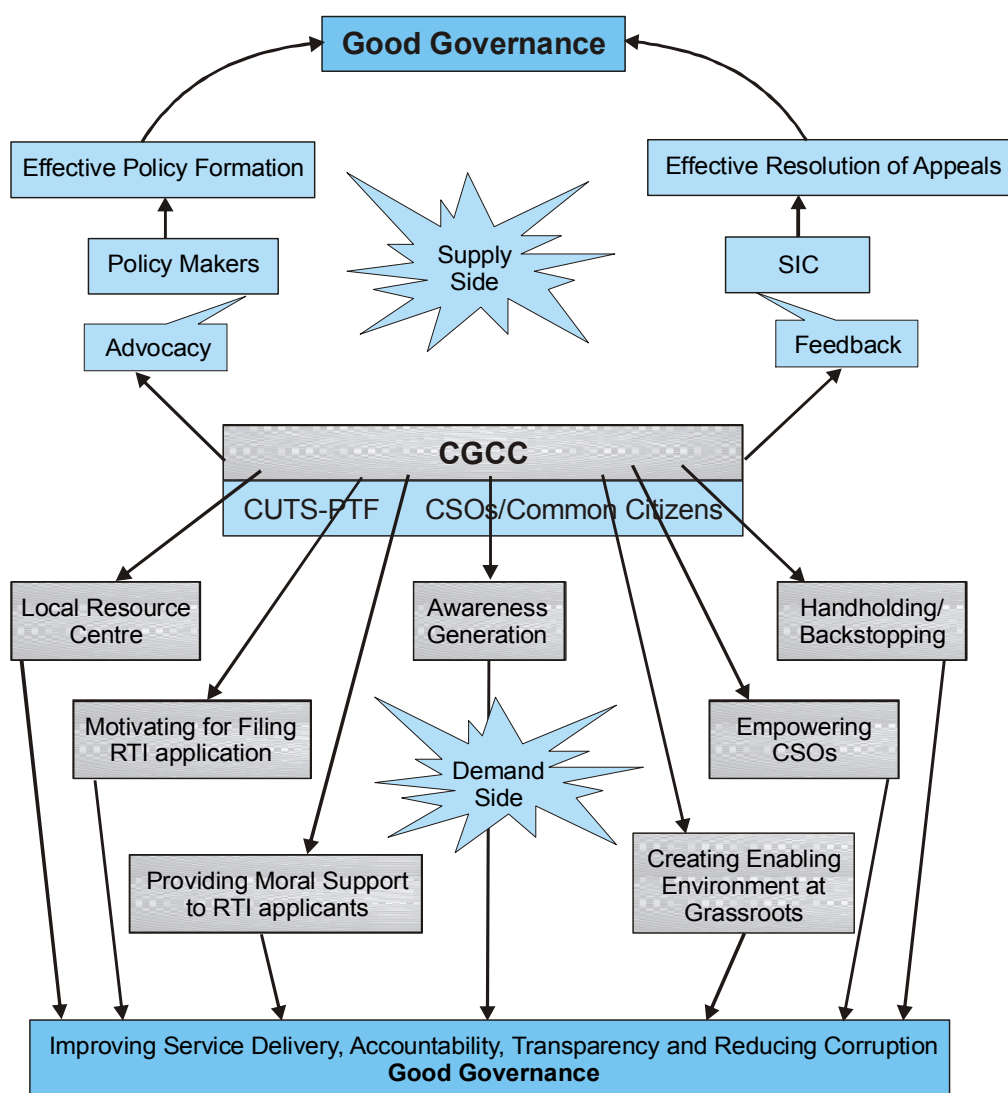 Good Governance
Effective Policy Formation
Effective Resolution of Appeals
Supply
Side
Policy Makers
SIC
Advocacy
Feedback
CGCC
CUTS-PTF CSOs/Common Citizens
Local Resource
Centre
Awareness
Generation
Handholding/
Backstopping
Motivating for Filing
RTI application
Empowering
CSOs
Demand
Side
Providing Moral Support
to RTI applicants
Creating Enabling
Environment at
Grassroots
Improving Service Delivery, Accountability, Transparency and Reducing Corruption
Good Governance